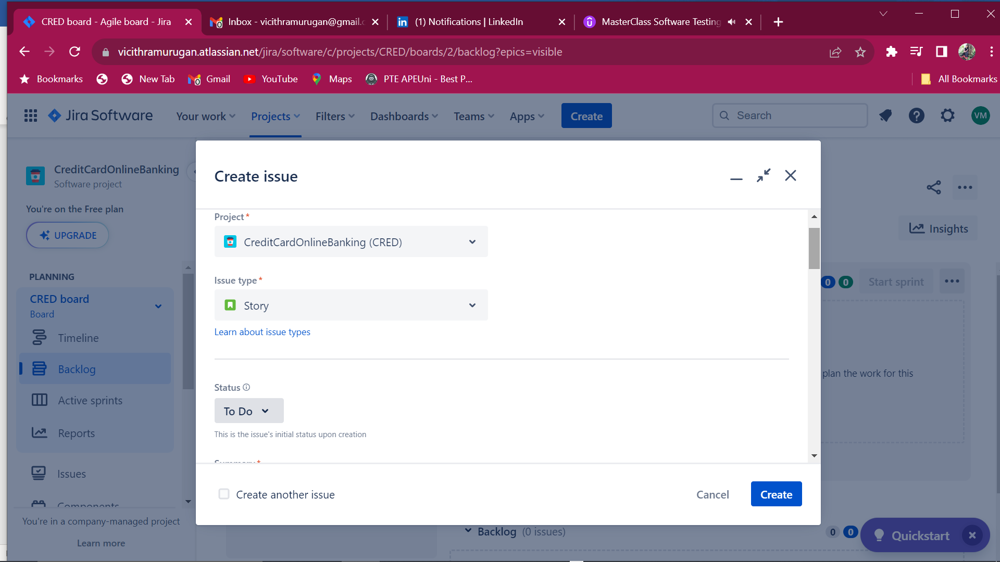 CRED board - Agile board - Jira
Inbox - vicithramurugan@gmail.c
(1) Notifications | LinkedIn
MasterClass Software Testing
vicithramurugan.atlassian.net/jira/software/c/projects/CRED/boards/2/backlog?epics=visible
Bookmarks
New Tab
Gmail
YouTube
Maps
PTE APEUni - Best P...
All Bookmarks
Jira Software
Your work
Projects
Filters
Dashboards
Teams
Apps
Create
Search
VM
CreditCardOnlineBanking
Software project
You're on the Free plan
UPGRADE
PLANNING
CRED board
Board
Timeline
Backlog
Active sprints
Reports
Issues
Components
You're in a company-managed project
Learn more
Create issue
Project *
CreditCardOnlineBanking (CRED)
Issue type *
Story
Learn about issue types
Status
To Do
This is the issue's initial status upon creation
Summary *
Create another issue
Cancel
Create
Insights
0 0 Start sprint
plan the work for this
Backlog (0 issues)
0 0
Quickstart